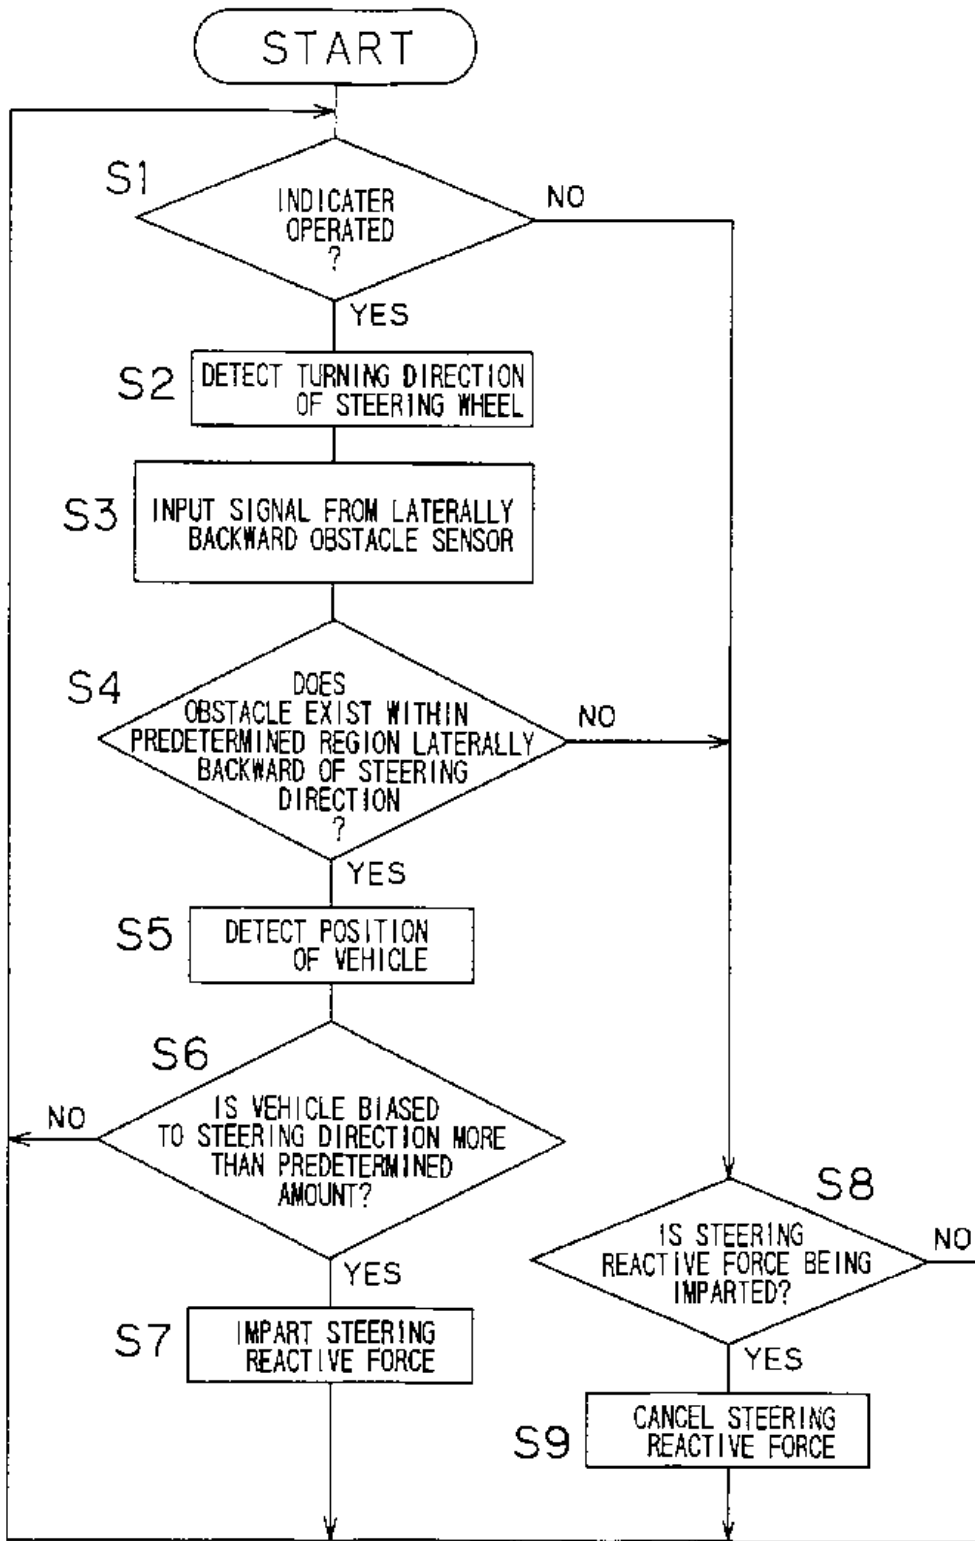 START
S1
INDICATER
OPERATED
?
NO
YES
S2
DETECT TURNING DIRECTION
OF STEERING WHEEL
S3
INPUT SIGNAL FROM LATERALLY
BACKWARD OBSTACLE SENSOR
S4
DOES
OBSTACLE EXIST WITHIN
PREDETERMINED REGION LATERALLY
BACKWARD OF STEERING
DIRECTION
?
NO
YES
S5
DETECT POSITION
OF VEHICLE
S6
IS VEHICLE BIASED
TO STEERING DIRECTION MORE
THAN PREDETERMINED
AMOUNT?
NO
YES
S7
IMPART STEERING
REACTIVE FORCE
S8
IS STEERING
REACTIVE FORCE BEING
IMPARTED?
NO
YES
S9
CANCEL STEERING
REACTIVE FORCE